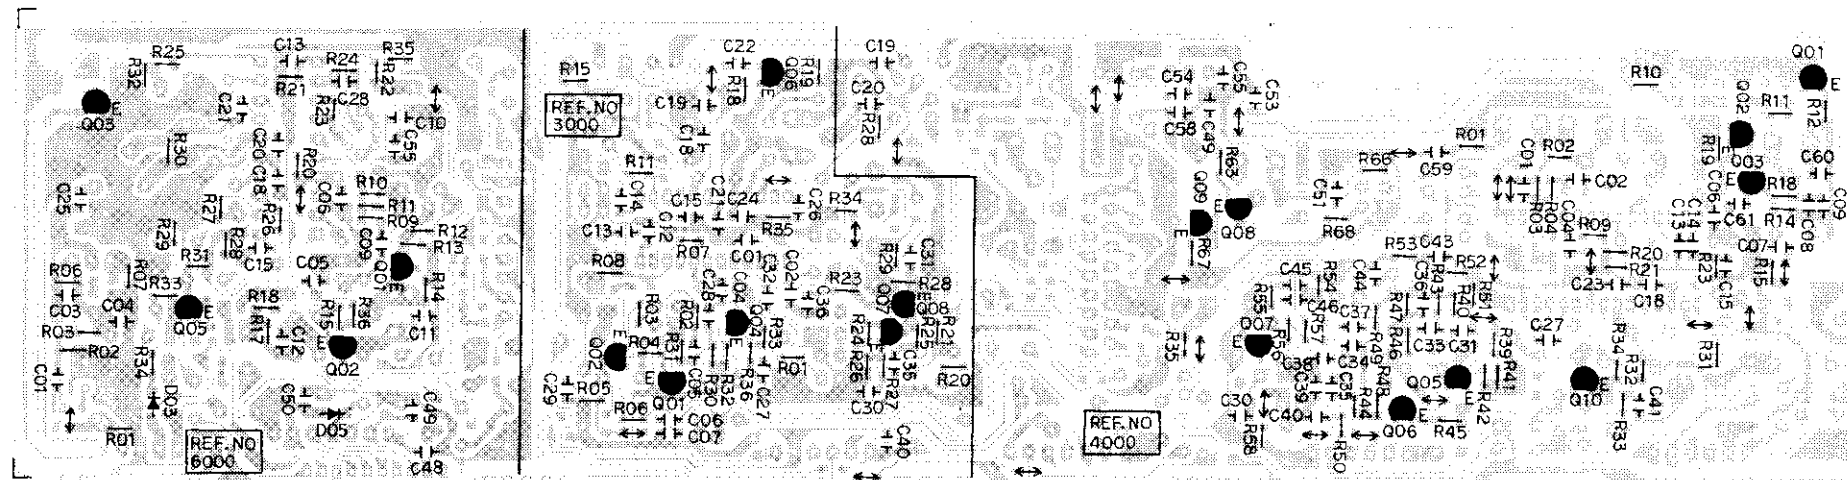 R25
C13
R24
R35
R32
R22
R21
C28
E
Q03
C21
R23
C10
R30
C20
R20
C55
C18
C25
C06
R10
R11
R09
R27
R26
R12
R13
R29
R28
C09
C15
R31
Q01
E
R06
R07
C05
R14
R33
C03
C04
R18
R15
R36
C11
R03
Q05
R17
C12
E
R02
Q02
R34
C01
D03
C50
C49
D05
R01
REF. NO
6000
C48
R15
C22
Q06
R19
C19
R18
E
C19
C20
REF. NO
3000
R28
C18
R11
C14
C15
C21
C24
C26
R34
C13
C12
R07
R35
C01
R08
C32
C02
R29
C31
R23
R28
C28
C04
C36
Q07
E
Q08
R03
R02
E
R33
R24
R25
R21
Q02
E
R04
R31
R01
R26
C36
R20
C29
R05
E
C05
R30
R32
R36
C27
C30
R27
Q01
R06
C06
C07
C40
Q01
E
C54
C55
C53
R10
Q02
R11
R12
C58
C49
R01
R63
R66
C59
C01
R02
R19
Q03
C60
Q09
E
C51
C02
C06
E
R18
Q08
R68
R03
R04
C04
R09
C14
C13
C61
R14
C09
R67
R53
C43
R20
C07
C08
C45
R54
C44
C36
R43
R52
R21
R23
R15
R55
C46
R47
R40
R51
C23
C18
C15
Q07
E
R56
R57
C37
C33
C31
C27
R35
C38
C34
R49
R46
R39
R34
R31
C39
C35
R48
Q05
E
R41
Q10
E
R32
REF. NO
4000
C30
C40
R44
Q06
E
R42
C41
R58
R50
R45
R33